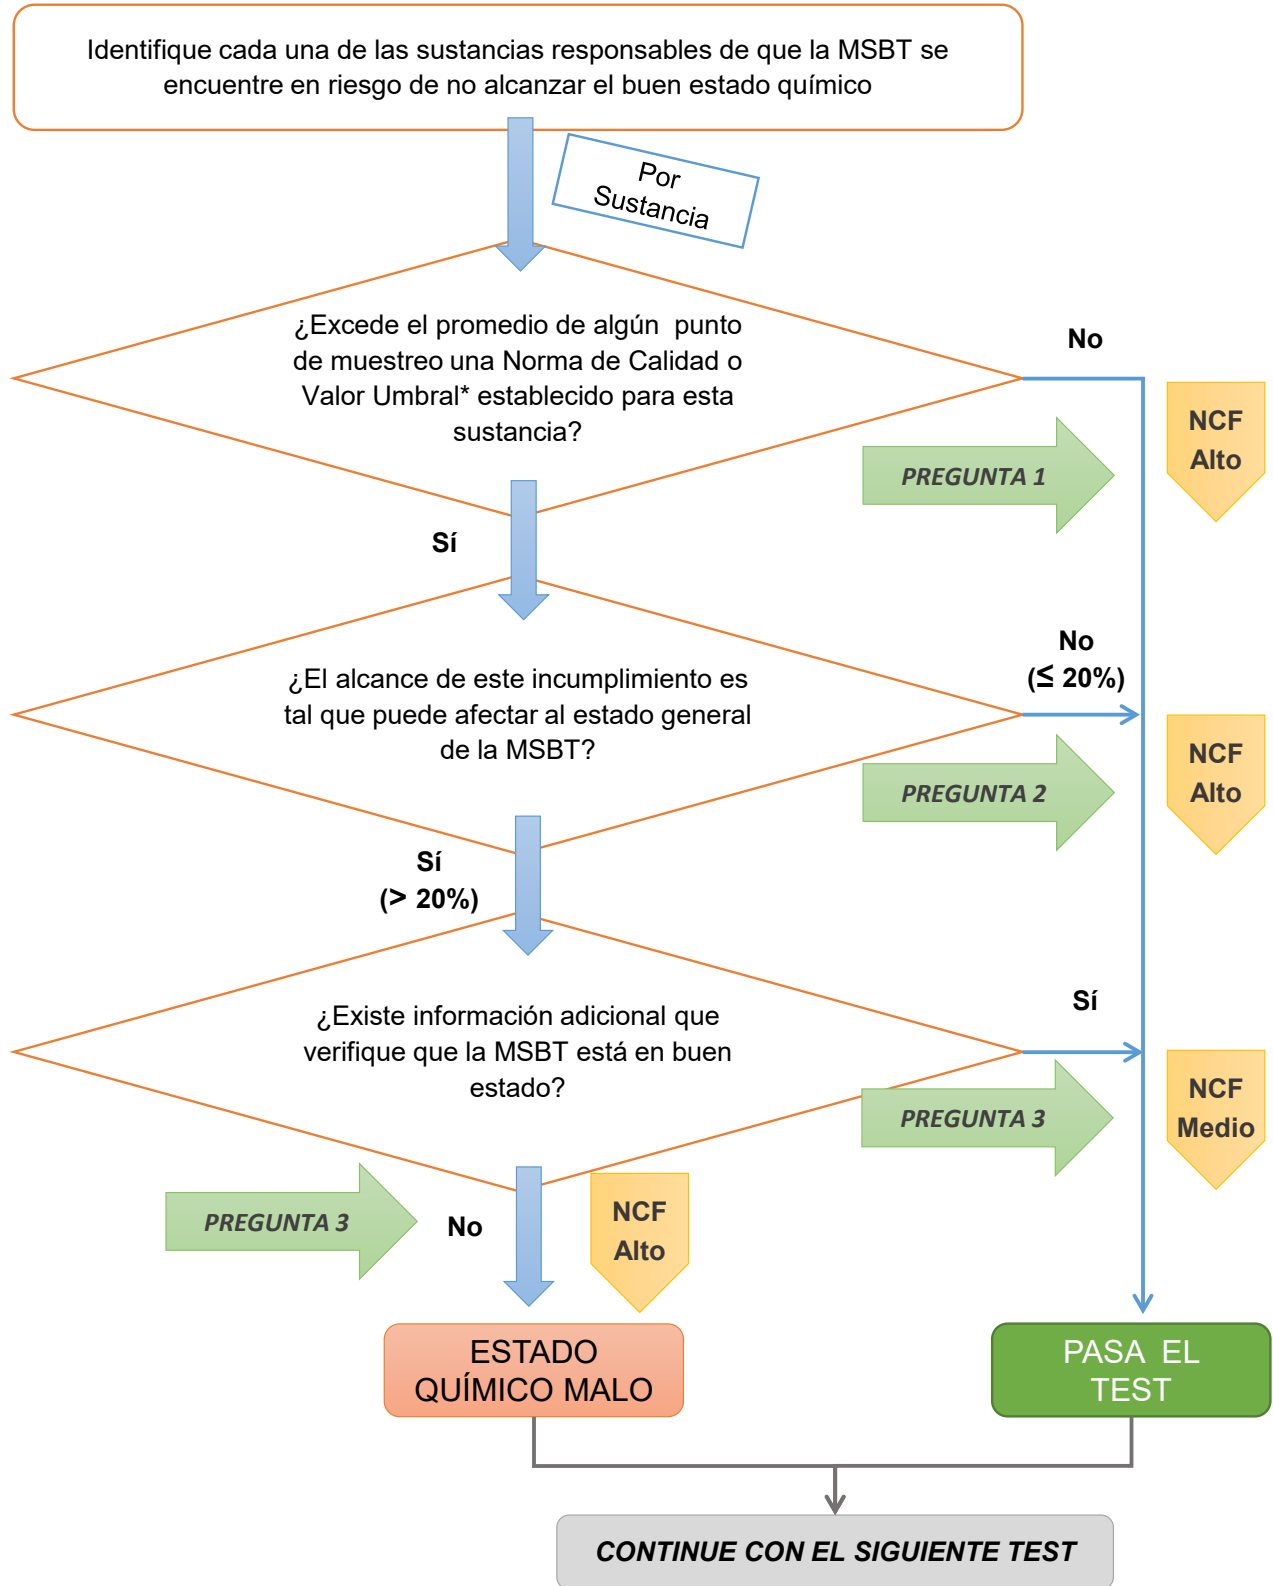 Identifique cada una de las sustancias responsables de que la MSBT se
encuentre en riesgo de no alcanzar el buen estado químico
Por
Sustancia
¿Excede el promedio de algún punto
de muestreo una Norma de Calidad o
Valor Umbral* establecido para esta
sustancia?
No
NCF
Alto
PREGUNTA 1
Sí
¿El alcance de este incumplimiento es
tal que puede afectar al estado general
de la MSBT?
No
(≤ 20%)
NCF
Alto
PREGUNTA 2
Sí
(> 20%)
¿Existe información adicional que
verifique que la MSBT está en buen
estado?
Sí
NCF
Medio
PREGUNTA 3
PREGUNTA 3
No
NCF
Alto
ESTADO
QUÍMICO MALO
PASA EL
TEST
CONTINUE CON EL SIGUIENTE TEST